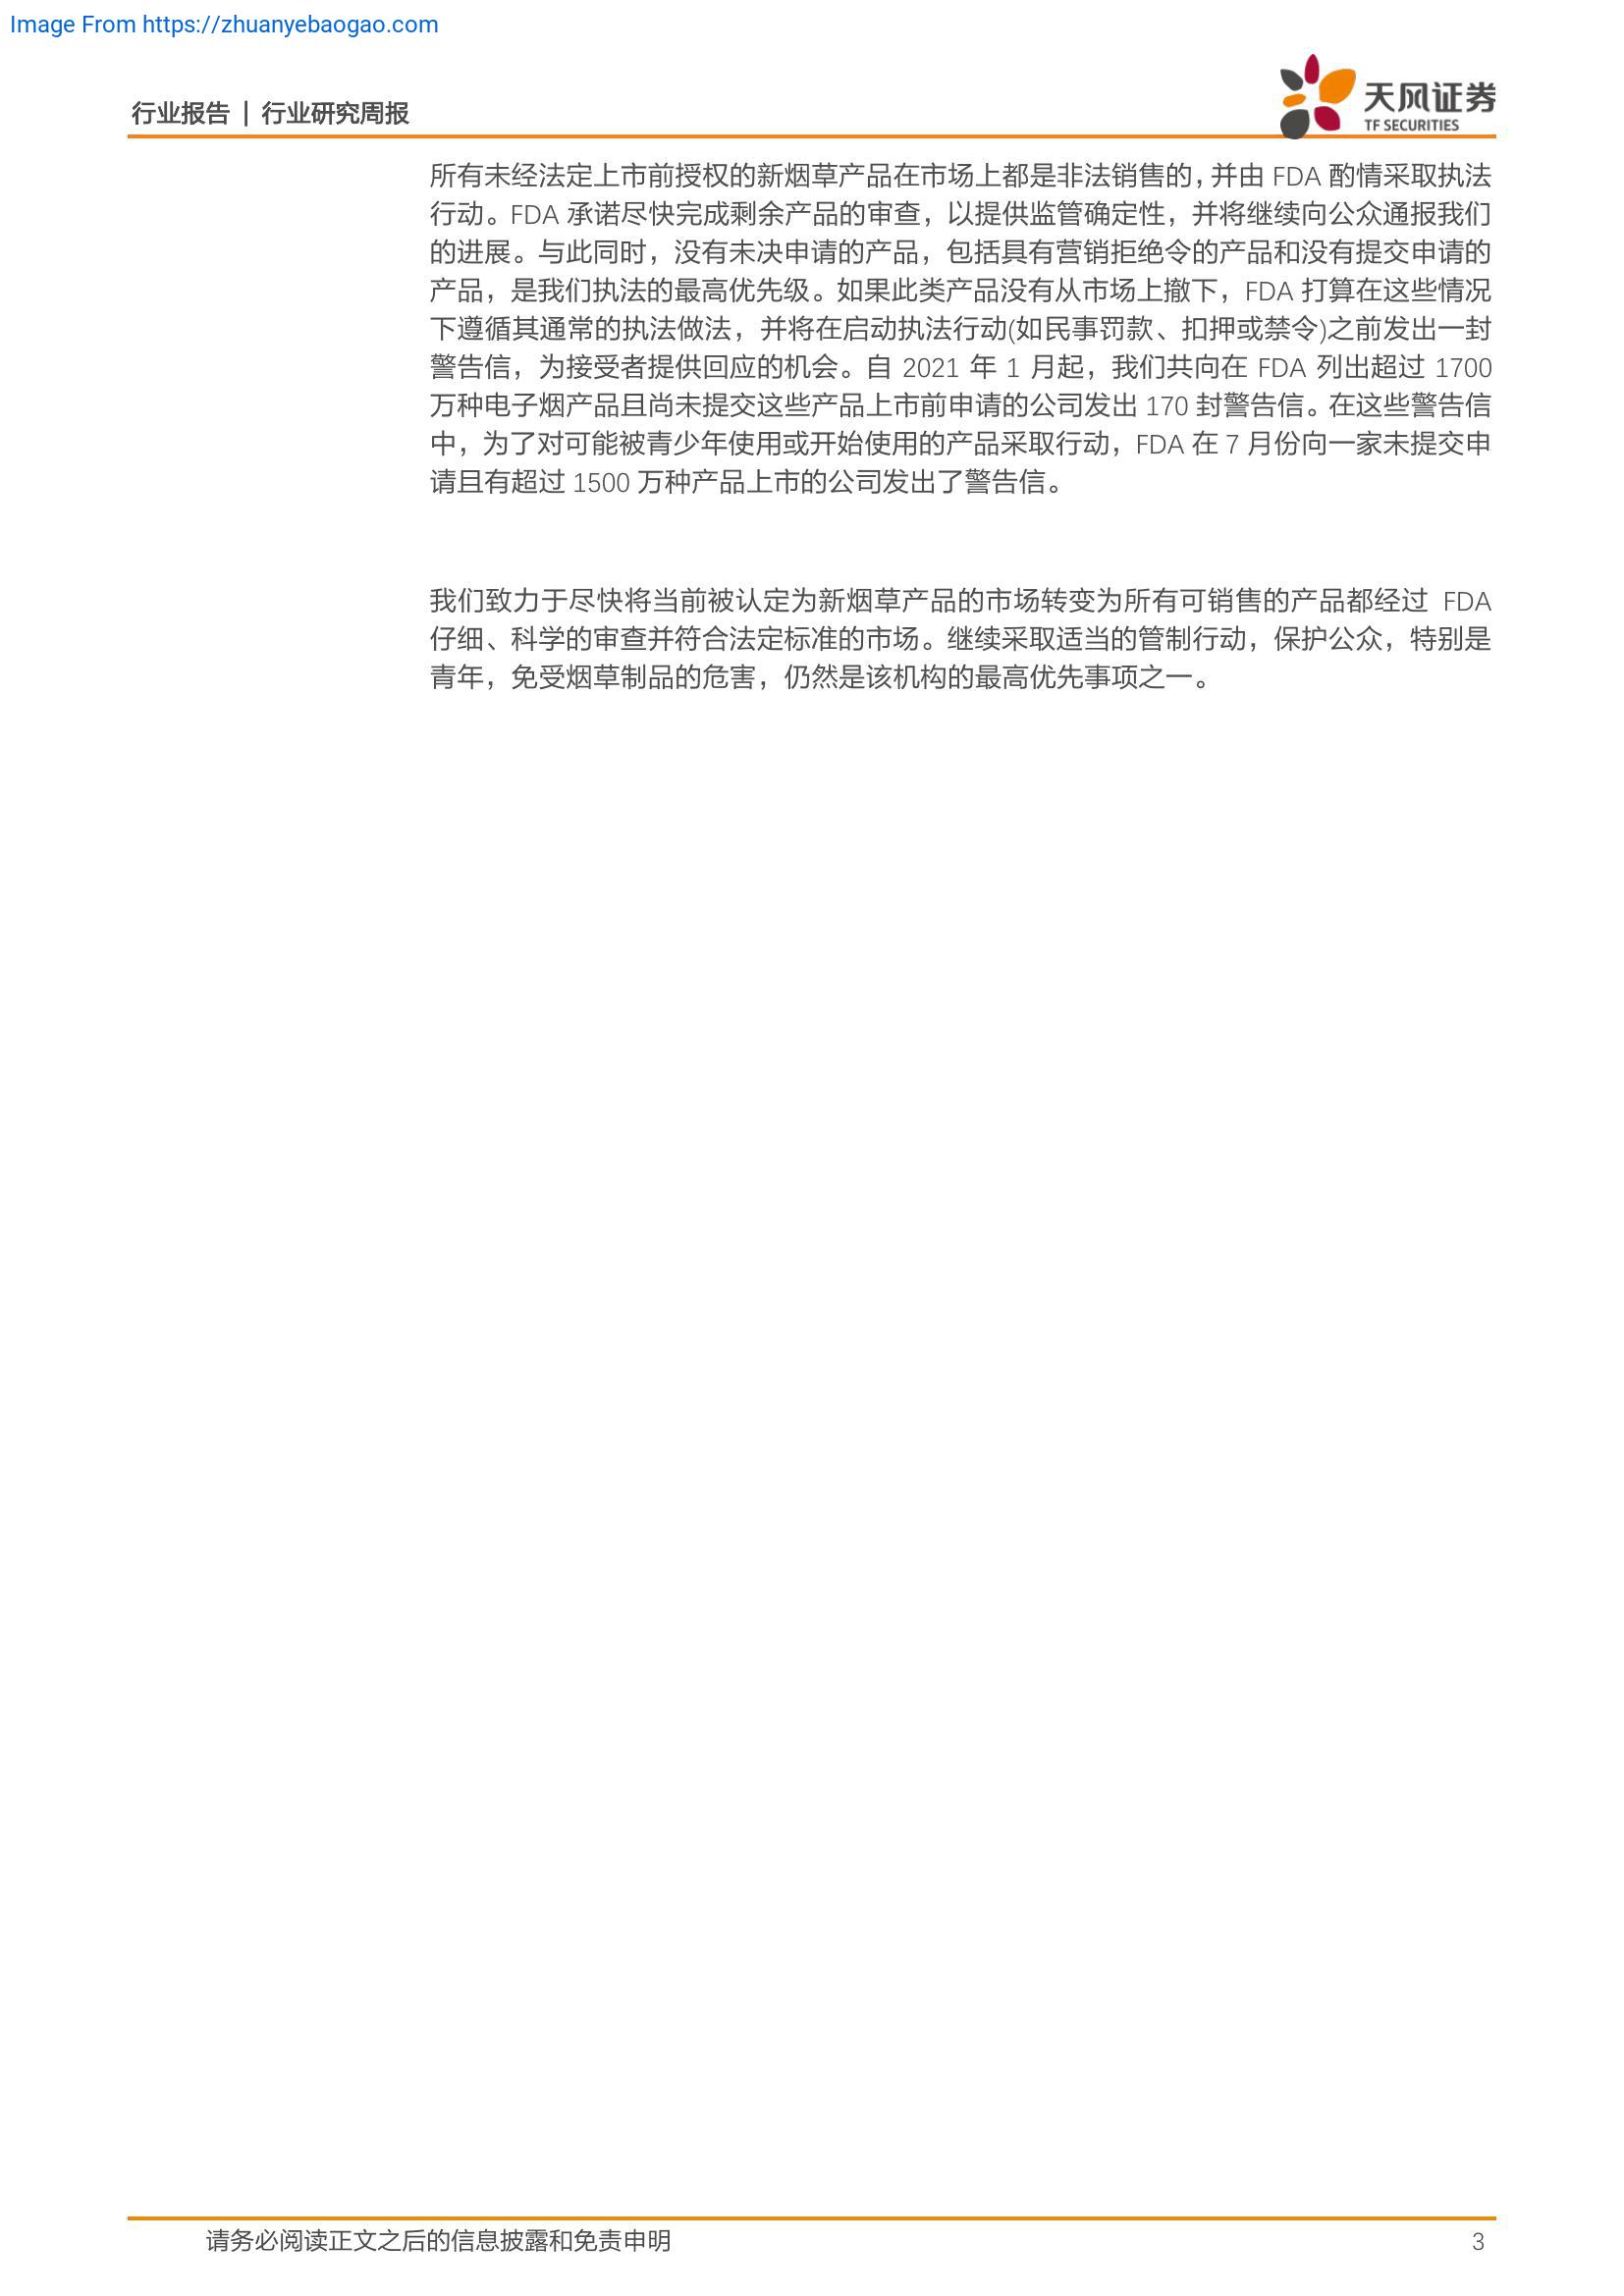 Image From https://zhuanyebaogao.com
行业报告 | 行业研究周报
天风证券
TF SECURITIES
所有未经法定上市前授权的新烟草产品在市场上都是非法销售的，并由 FDA 酌情采取执法
行动。FDA 承诺尽快完成剩余产品的审查，以提供监管确定性，并将继续向公众通报我们
的进展。与此同时，没有未决申请的产品，包括具有营销拒绝令的产品和没有提交申请的
产品，是我们执法的最高优先级。如果此类产品没有从市场上撤下，FDA 打算在这些情况
下遵循其通常的执法做法，并将在启动执法行动(如民事罚款、扣押或禁令)之前发出一封
警告信，为接受者提供回应的机会。自 2021 年 1 月起，我们共向在 FDA 列出超过 1700
万种电子烟产品且尚未提交这些产品上市前申请的公司发出 170 封警告信。在这些警告信
中，为了对可能被青少年使用或开始使用的产品采取行动，FDA 在 7 月份向一家未提交申
请且有超过 1500 万种产品上市的公司发出了警告信。
我们致力于尽快将当前被认定为新烟草产品的市场转变为所有可销售的产品都经过 FDA
仔细、科学的审查并符合法定标准的市场。继续采取适当的管制行动，保护公众，特别是
青年，免受烟草制品的危害，仍然是该机构的最高优先事项之一。
请务必阅读正文之后的信息披露和免责申明
3